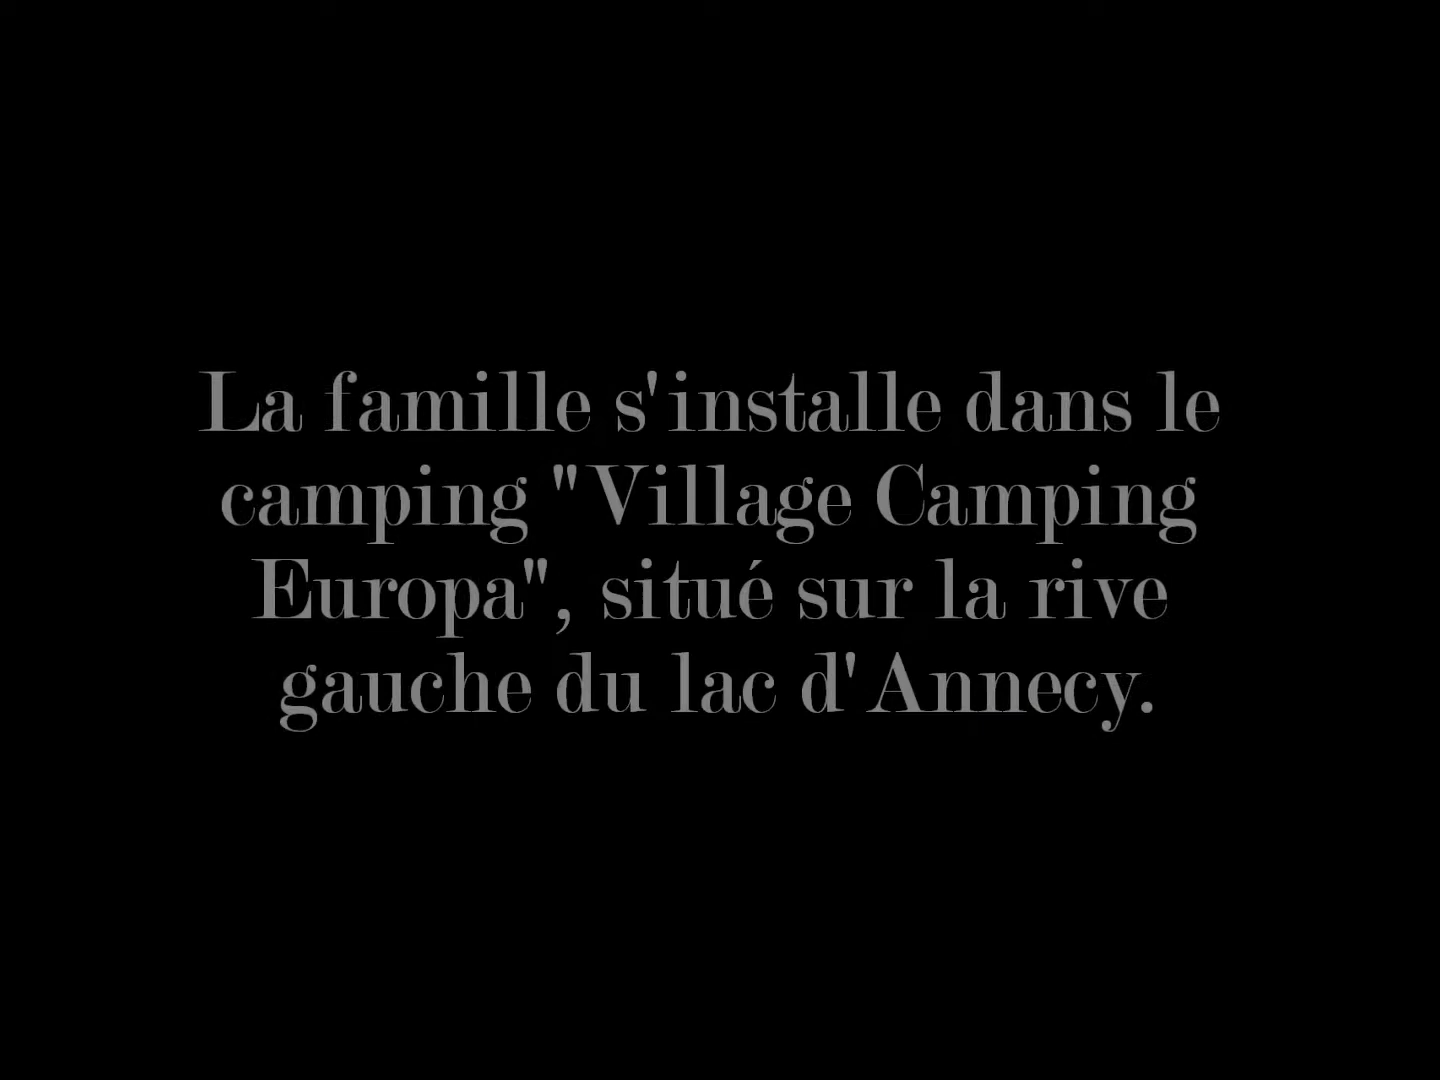 La famille s'installe dans le
camping "Village Camping
Europa", situé sur la rive
gauche du lac d'Annecy.